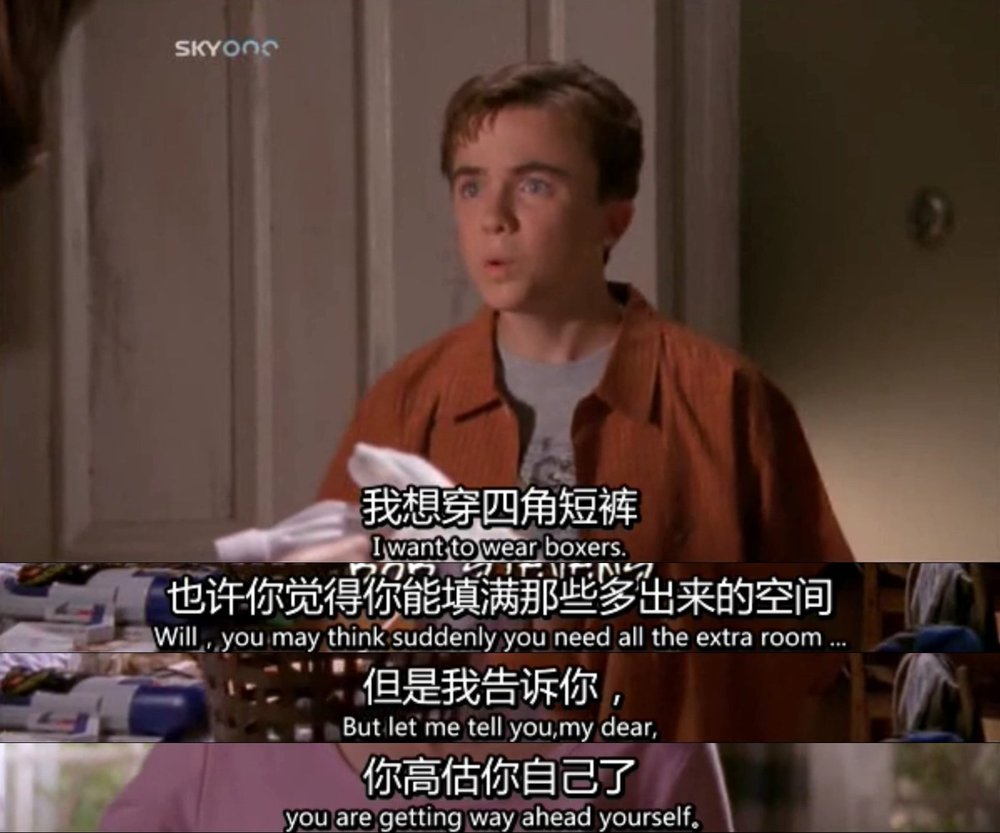 SKY one
我想穿四角短裤
I want to wear boxers.
也许你觉得你能填满那些多出来的空间
Will , you may think suddenly you need all the extra room ...
但是我告诉你，
But let me tell you,my dear,
你高估你自己了
you are getting way ahead yourself。